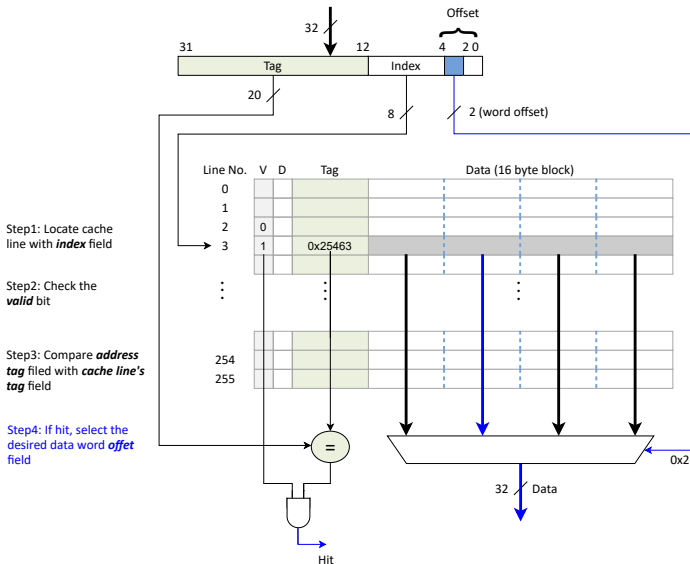 Offset
32
31 12 4 2 0
Tag Index
20 8 2 (word offset)
Line No. V D Tag Data (16 byte block)
0
1
2 0
3 1 0x25463
254
255
Step1: Locate cache
line with index field
Step2: Check the
valid bit
Step3: Compare address
tag filed with cache line's
tag field
Step4: If hit, select the
desired data word offet
field
=
0x2
32 Data
Hit